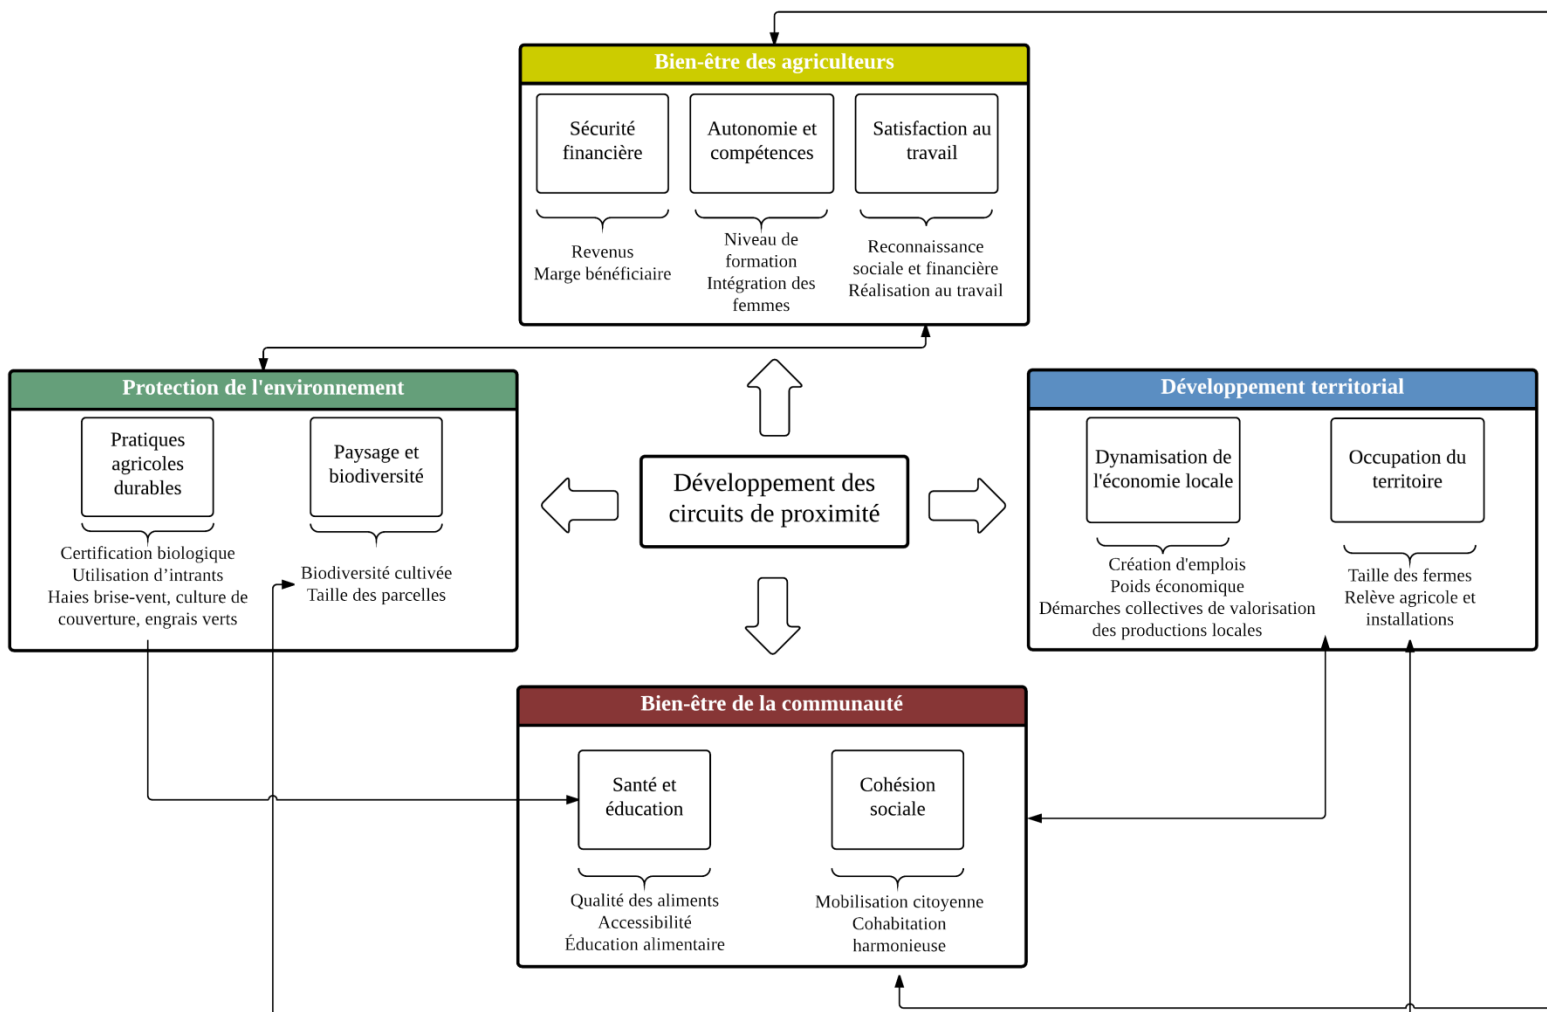 Bien-être des agriculteurs
Sécurité
financière
Autonomie et
compétences
Satisfaction au
travail
Revenus
Marge bénéficiaire
Niveau de
formation
Intégration des
femmes
Reconnaissance
sociale et financière
Réalisation au travail
Protection de l'environnement
Pratiques
agricoles
durables
Paysage et
biodiversité
Certification biologique
Utilisation d’intrants
Haies brise-vent, culture de
couverture, engrais verts
Biodiversité cultivée
Taille des parcelles
Développement des
circuits de proximité
Développement territorial
Dynamisation de
l'économie locale
Occupation du
territoire
Création d'emplois
Poids économique
Démarches collectives de valorisation
des productions locales
Taille des fermes
Relève agricole et
installations
Bien-être de la communauté
Santé et
éducation
Cohésion
sociale
Qualité des aliments
Accessibilité
Éducation alimentaire
Mobilisation citoyenne
Cohabitation
harmonieuse